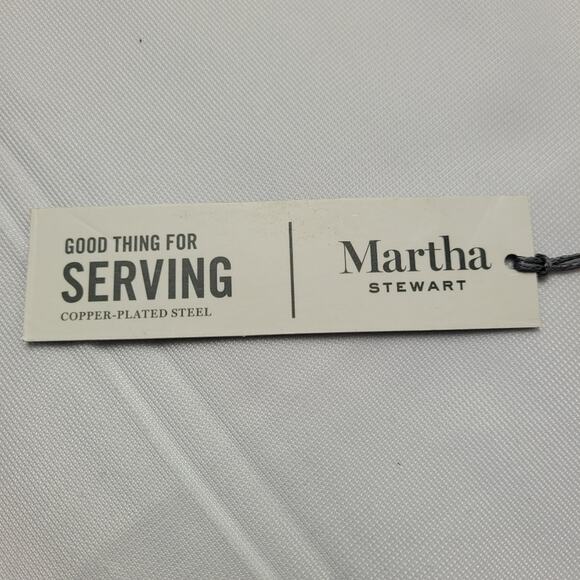 GOOD THING FOR
SERVING
COPPER-PLATED STEEL
Martha
STEWART